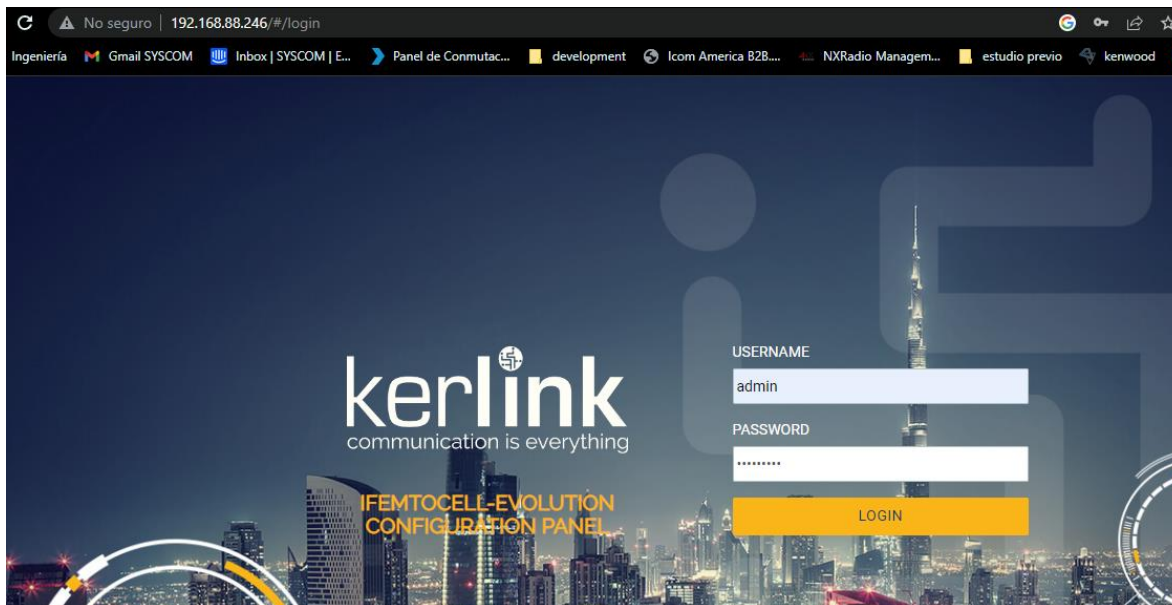 No seguro | 192.168.88.246/#/login
Ingeniería Gmail SYSCOM Inbox | SYSCOM | E... Panel de Conmutac... development Icom America B2B.... NXRadio Managem... estudio previo kenwood
kerlink
communication is everything
IFEMTOCELL-EVOLUTION
CONFIGURATION PANEL
USERNAME
admin
PASSWORD
•••••••••
LOGIN